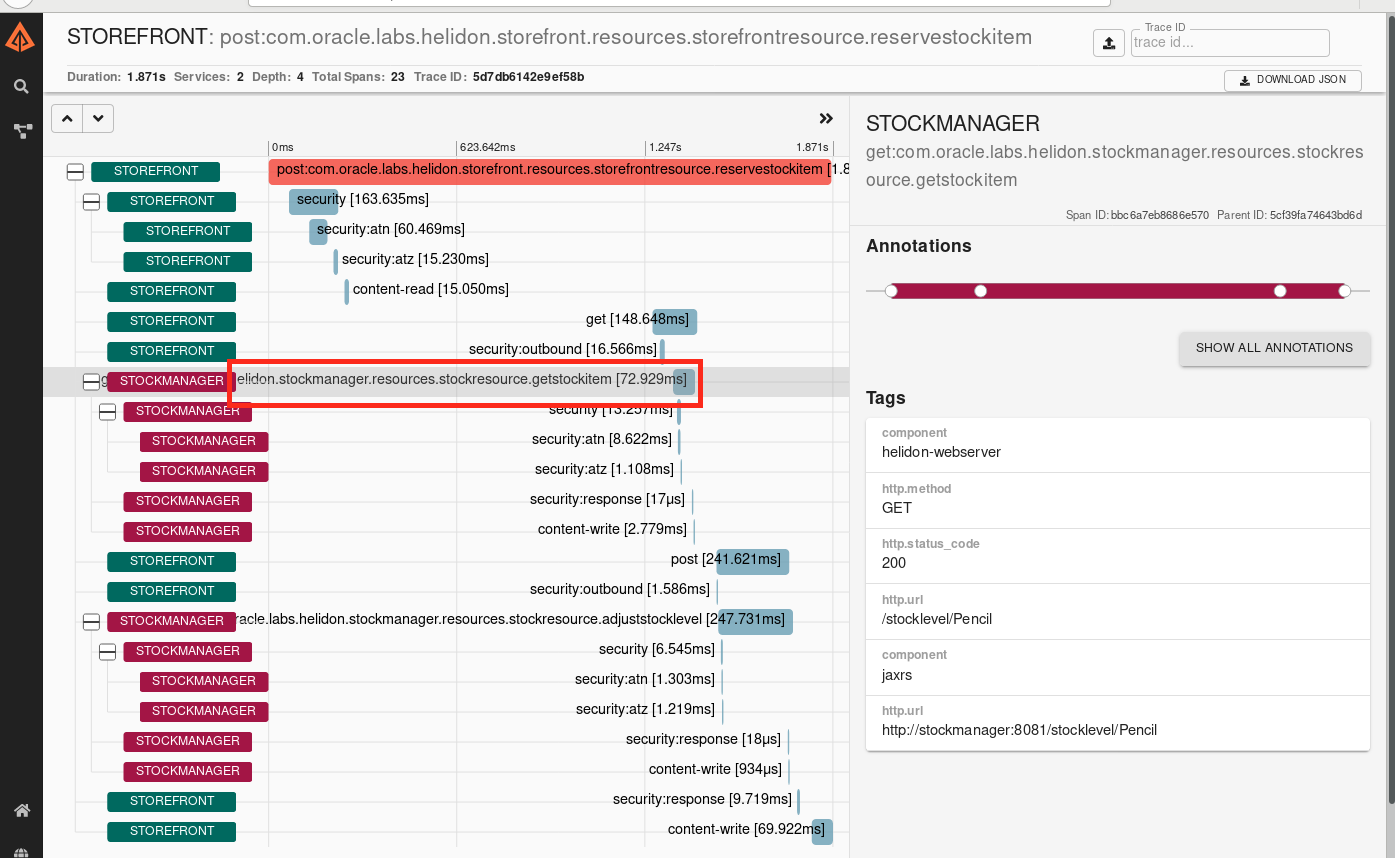 STOREFRONT: post:com.oracle.labs.helidon.storefront.resources.storefrontresource.reservestockitem
Trace ID
trace id...
Duration: 1.871s Services: 2 Depth: 4 Total Spans: 23 Trace ID: 5d7db6142e9ef58b
DOWNLOAD JSON
0ms 623.642ms 1.247s 1.871s
STOREFRONT post:com.oracle.labs.helidon.storefront.resources.storefrontresource.reservestockitem [1.8
STOREFRONT security [163.635ms]
STOREFRONT security:atn [60.469ms]
STOREFRONT security:atz [15.230ms]
STOREFRONT content-read [15.050ms]
STOREFRONT get [148.648ms]
STOREFRONT security:outbound [16.566ms]
g STOCKMANAGER elidon.stockmanager.resources.stockresource.getstockitem [72.929ms]
STOCKMANAGER security [13.257ms]
STOCKMANAGER security:atn [8.622ms]
STOCKMANAGER security:atz [1.108ms]
STOCKMANAGER security:response [17µs]
STOCKMANAGER content-write [2.779ms]
STOREFRONT post [241.621ms]
STOREFRONT security:outbound [1.586ms]
STOCKMANAGER racle.labs.helidon.stockmanager.resources.stockresource.adjuststocklevel [247.731ms]
STOCKMANAGER security [6.545ms]
STOCKMANAGER security:atn [1.303ms]
STOCKMANAGER security:atz [1.219ms]
STOCKMANAGER security:response [18µs]
STOCKMANAGER content-write [934µs]
STOREFRONT security:response [9.719ms]
STOREFRONT content-write [69.922ms]
STOCKMANAGER
get:com.oracle.labs.helidon.stockmanager.resources.stockres
ource.getstockitem
Span ID: bbc6a7eb8686e570 Parent ID: 5cf39fa74643bd6d
Annotations
SHOW ALL ANNOTATIONS
Tags
component
helidon-webserver
http.method
GET
http.status_code
200
http.url
/stocklevel/Pencil
component
jaxrs
http.url
http://stockmanager:8081/stocklevel/Pencil